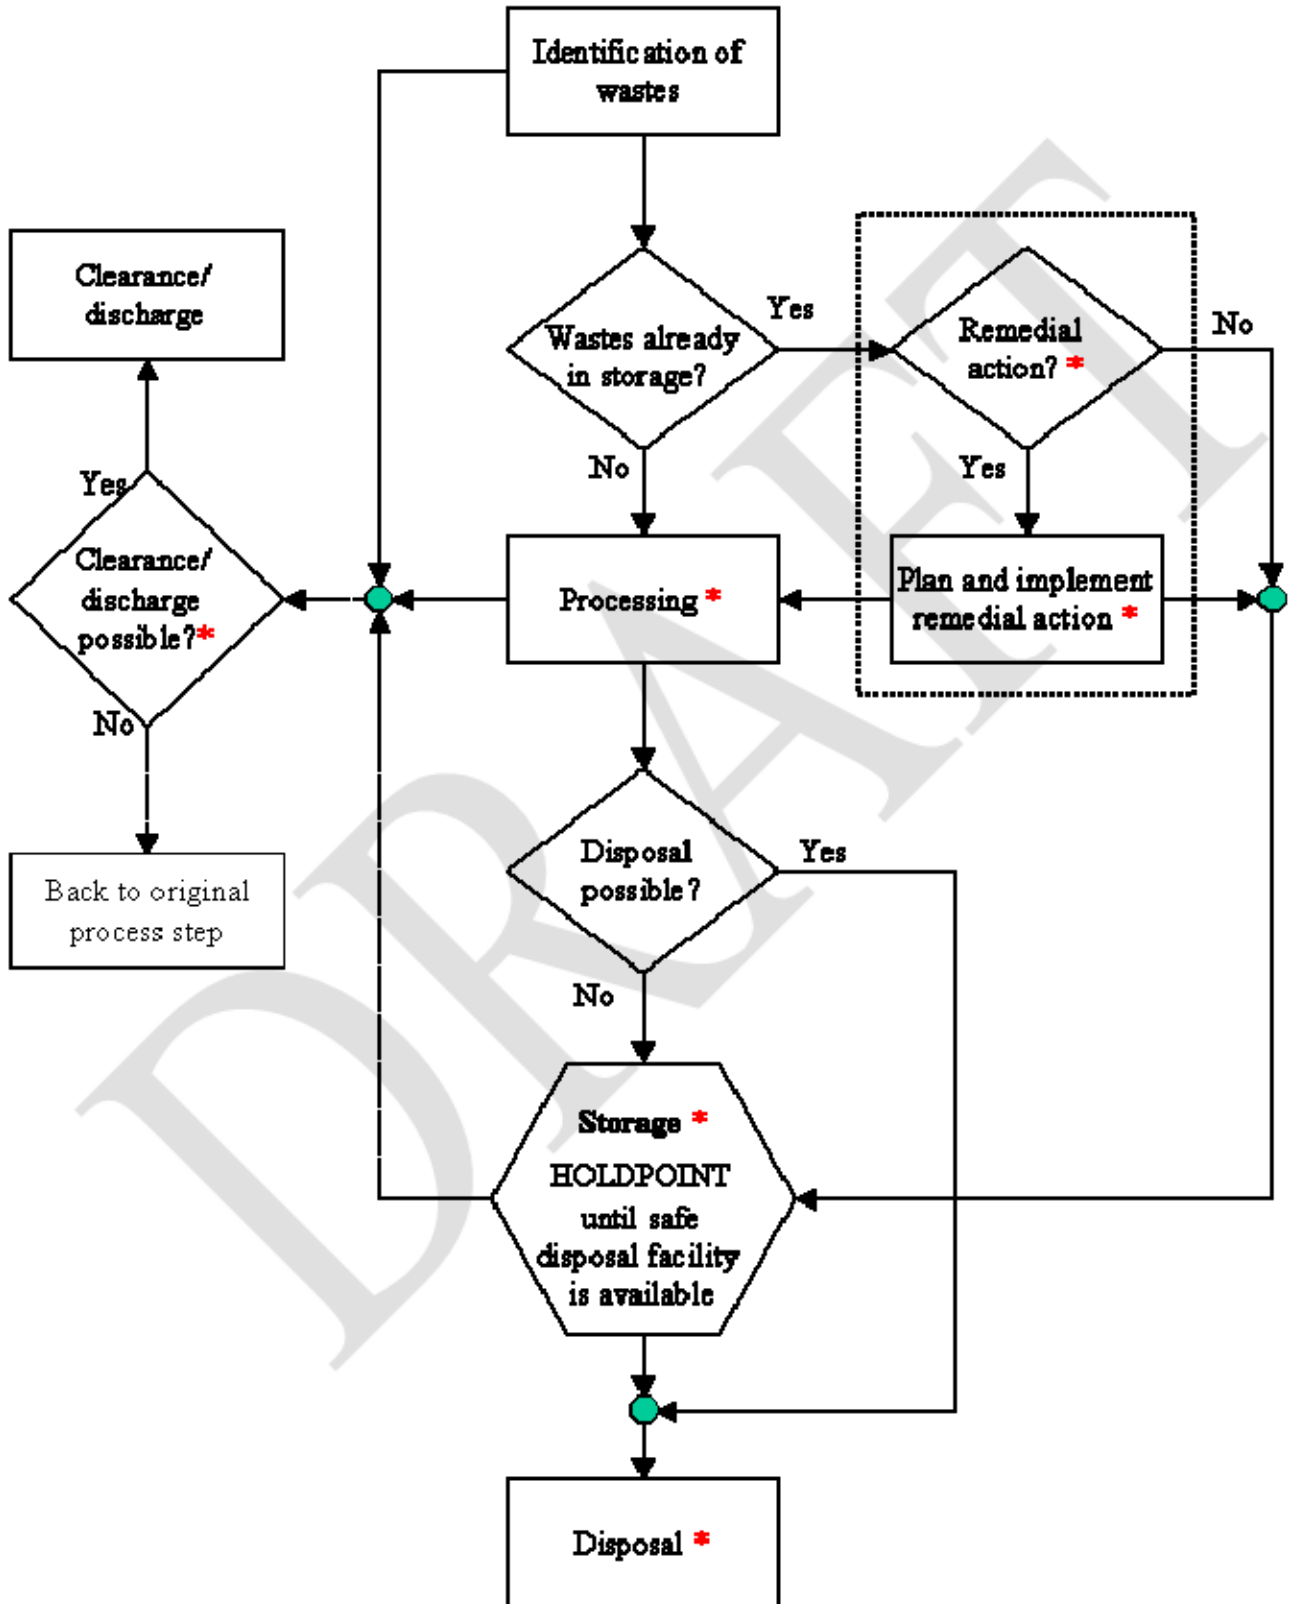 Identification of
wastes
Clearance/
discharge
Yes
Wastes already
in storage?
Remedial
action? *
No
Yes
No
Yes
Clearance/
discharge
possible?*
Processing *
Plan and implement
remedial action *
No
Disposal
possible?
Yes
Back to original
process step
No
Storage *
HOLDPOINT
until safe
disposal facility
is available
Disposal *
DRAFT